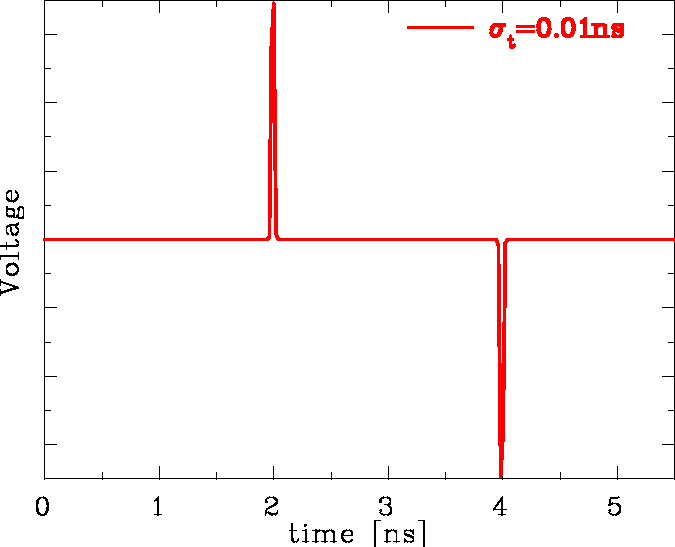 σt=0.01ns
Voltage
0 1 2 3 4 5
time [ns]